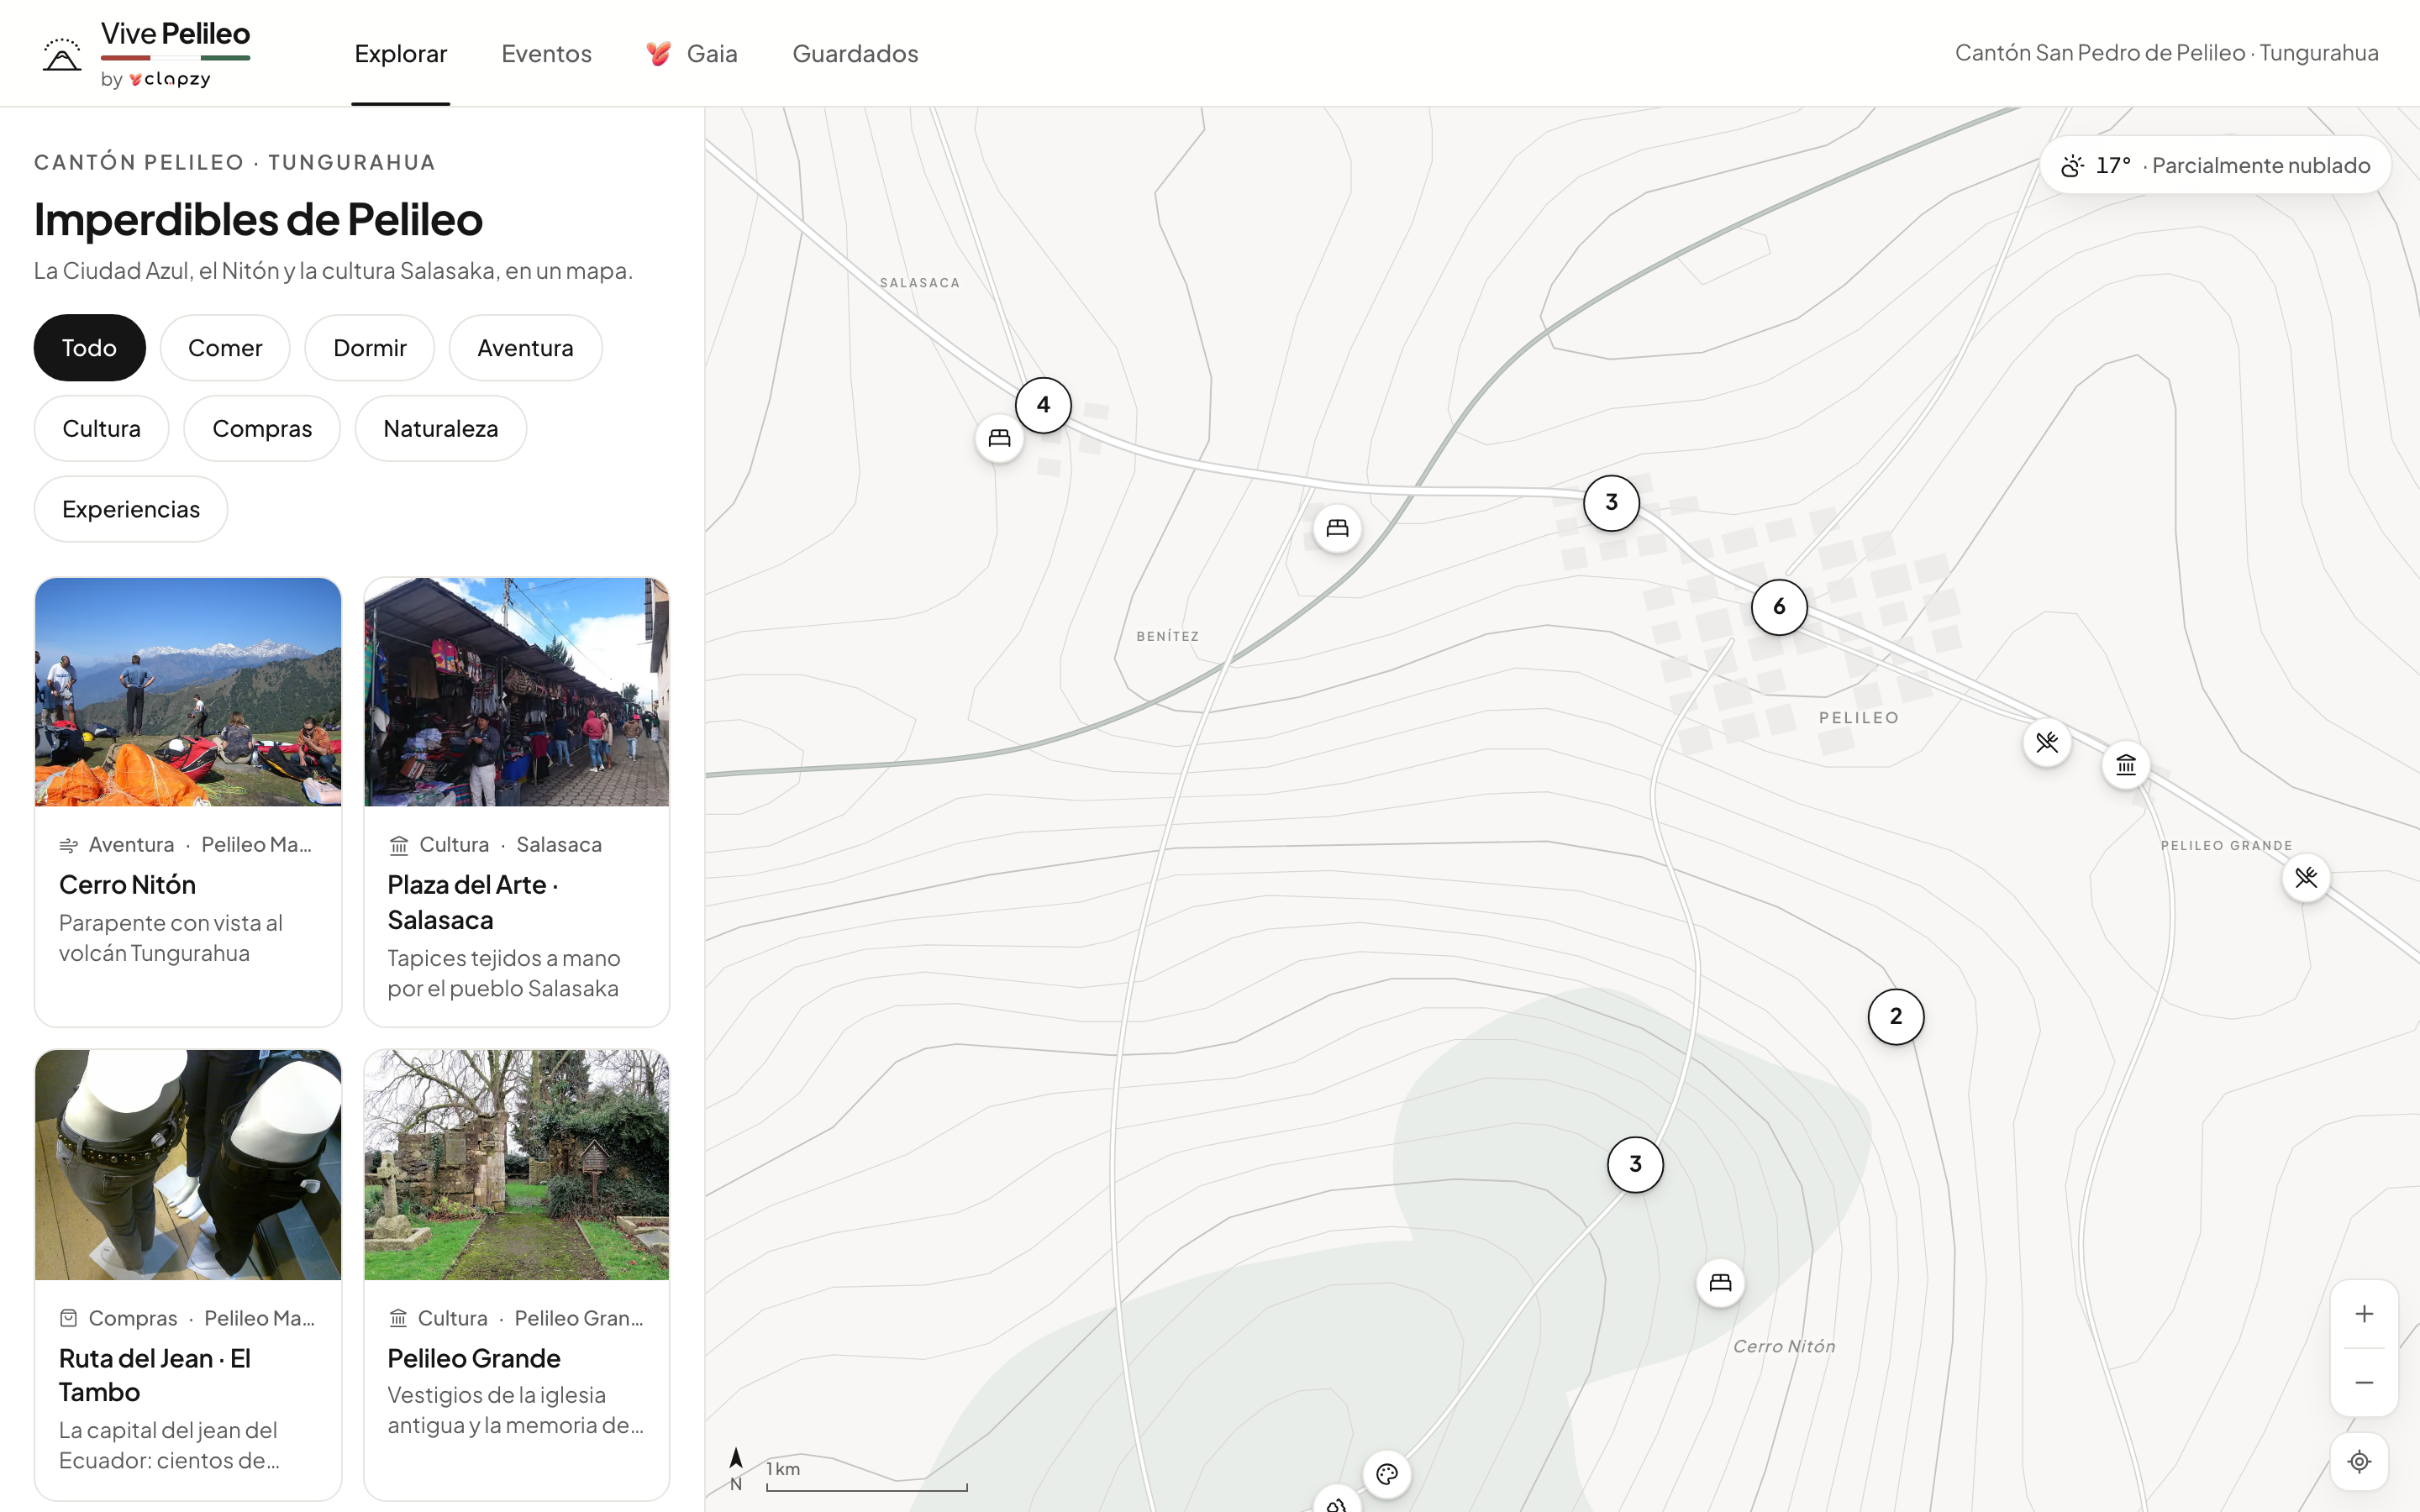 Vive Pelileo
by clapzy
Explorar
Eventos
Gaia
Guardados
Cantón San Pedro de Pelileo · Tungurahua
CANTÓN PELILEO · TUNGURAHUA
Imperdibles de Pelileo
La Ciudad Azul, el Nitón y la cultura Salasaka, en un mapa.
Todo
Comer
Dormir
Aventura
Cultura
Compras
Naturaleza
Experiencias
Aventura · Pelileo Ma...
Cerro Nitón
Parapente con vista al
volcán Tungurahua
Cultura · Salasaca
Plaza del Arte ·
Salasaca
Tapices tejidos a mano
por el pueblo Salasaka
Compras · Pelileo Ma...
Ruta del Jean · El
Tambo
La capital del jean del
Ecuador: cientos de...
Cultura · Pelileo Gran...
Pelileo Grande
Vestigios de la iglesia
antigua y la memoria de...
17° · Parcialmente nublado
SALASACA
4
3
6
BENÍTEZ
PELILEO
PELILEO GRANDE
2
3
Cerro Nitón
N
1 km